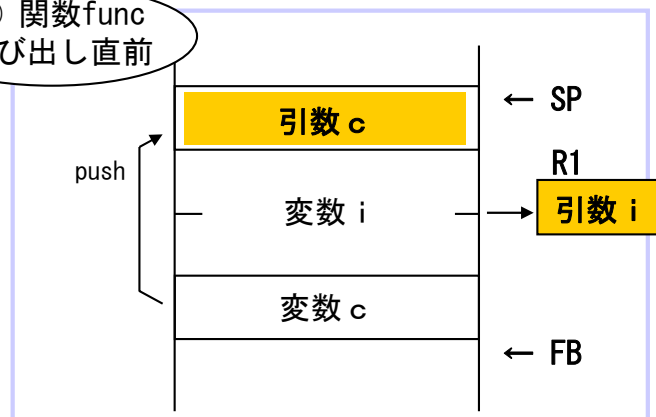 関数func
び出し直前
引数 c
← SP
push
R1
変数 i
引数 i
変数 c
← FB